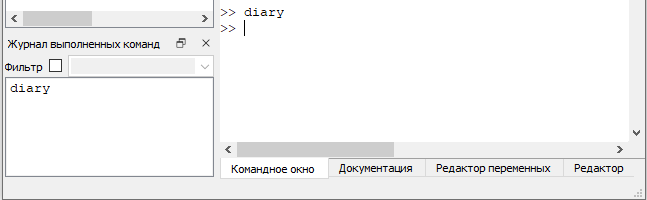 >> diary
>>
Журнал выполненных команд
Фильтр
diary
Командное окно
Документация
Редактор переменных
Редактор